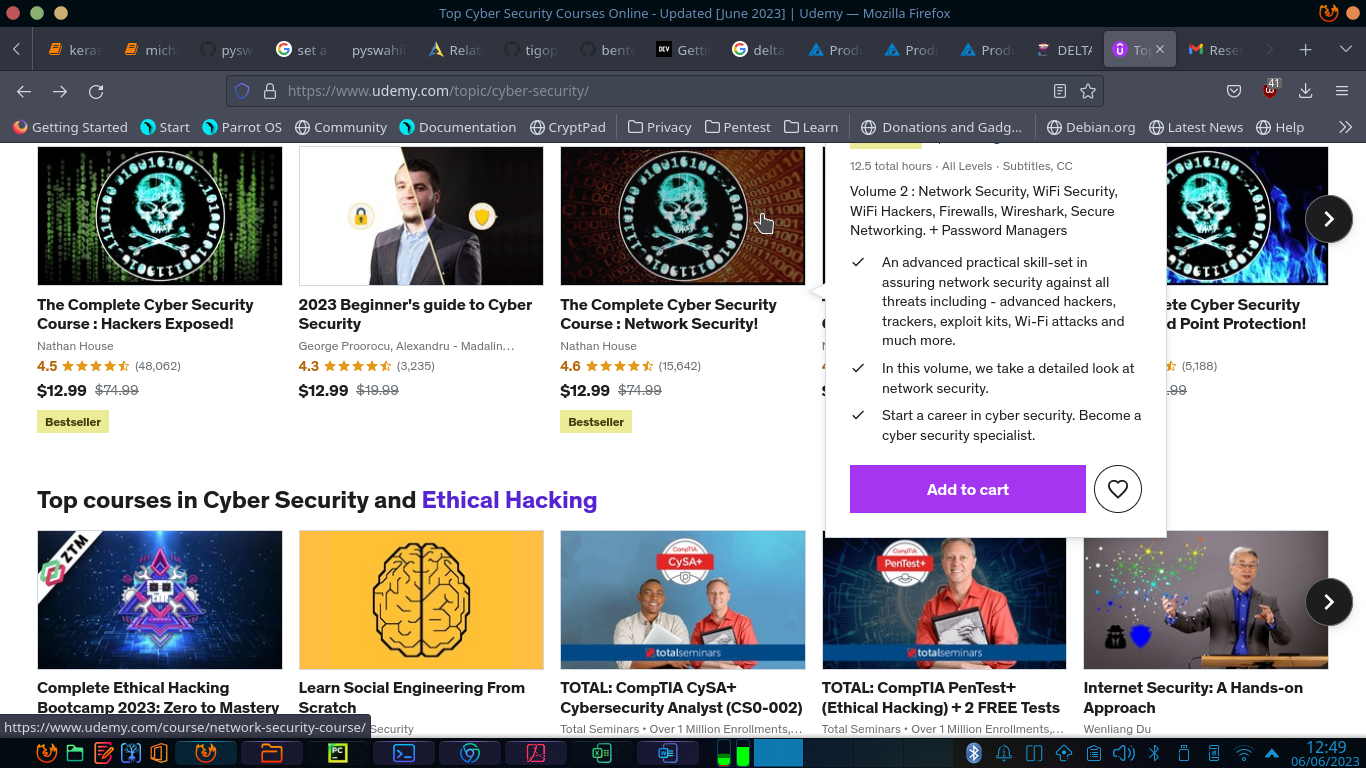 Top Cyber Security Courses Online - Updated [June 2023] | Udemy — Mozilla Firefox
keras
mich
pysw
set a
pyswahil
Relat
tigop
bente
DEV
Getti
delta
Prod
Prod
Prod
DELTA
Top
Reset
https://www.udemy.com/topic/cyber-security/
41
Getting Started
Start
Parrot OS
Community
Documentation
CryptPad
Privacy
Pentest
Learn
Donations and Gadg...
Debian.org
Latest News
Help
The Complete Cyber Security
Course : Hackers Exposed!
Nathan House
4.5 (48,062)
$12.99 $74.99
Bestseller
2023 Beginner's guide to Cyber
Security
George Proorocu, Alexandru - Madalin…
4.3 (3,235)
$12.99 $19.99
The Complete Cyber Security
Course : Network Security!
Nathan House
4.6 (15,642)
$12.99 $74.99
Bestseller
12.5 total hours · All Levels · Subtitles, CC
Volume 2 : Network Security, WiFi Security,
WiFi Hackers, Firewalls, Wireshark, Secure
Networking. + Password Managers
An advanced practical skill-set in
assuring network security against all
threats including - advanced hackers,
trackers, exploit kits, Wi-Fi attacks and
much more.
In this volume, we take a detailed look at
network security.
Start a career in cyber security. Become a
cyber security specialist.
Add to cart
ete Cyber Security
d Point Protection!
(5,188)
.99
Top courses in Cyber Security and Ethical Hacking
ZTM
Complete Ethical Hacking
Bootcamp 2023: Zero to Mastery
Learn Social Engineering From
Scratch
Security
CompTIA
CySA+
totalseminars
TOTAL: CompTIA CySA+
Cybersecurity Analyst (CS0-002)
Total Seminars • Over 1 Million Enrollments,…
CompTIA
PenTest+
totalseminars
TOTAL: CompTIA PenTest+
(Ethical Hacking) + 2 FREE Tests
Total Seminars • Over 1 Million Enrollments,…
Internet Security: A Hands-on
Approach
Wenliang Du
https://www.udemy.com/course/network-security-course/
PC
12:49
06/06/2023